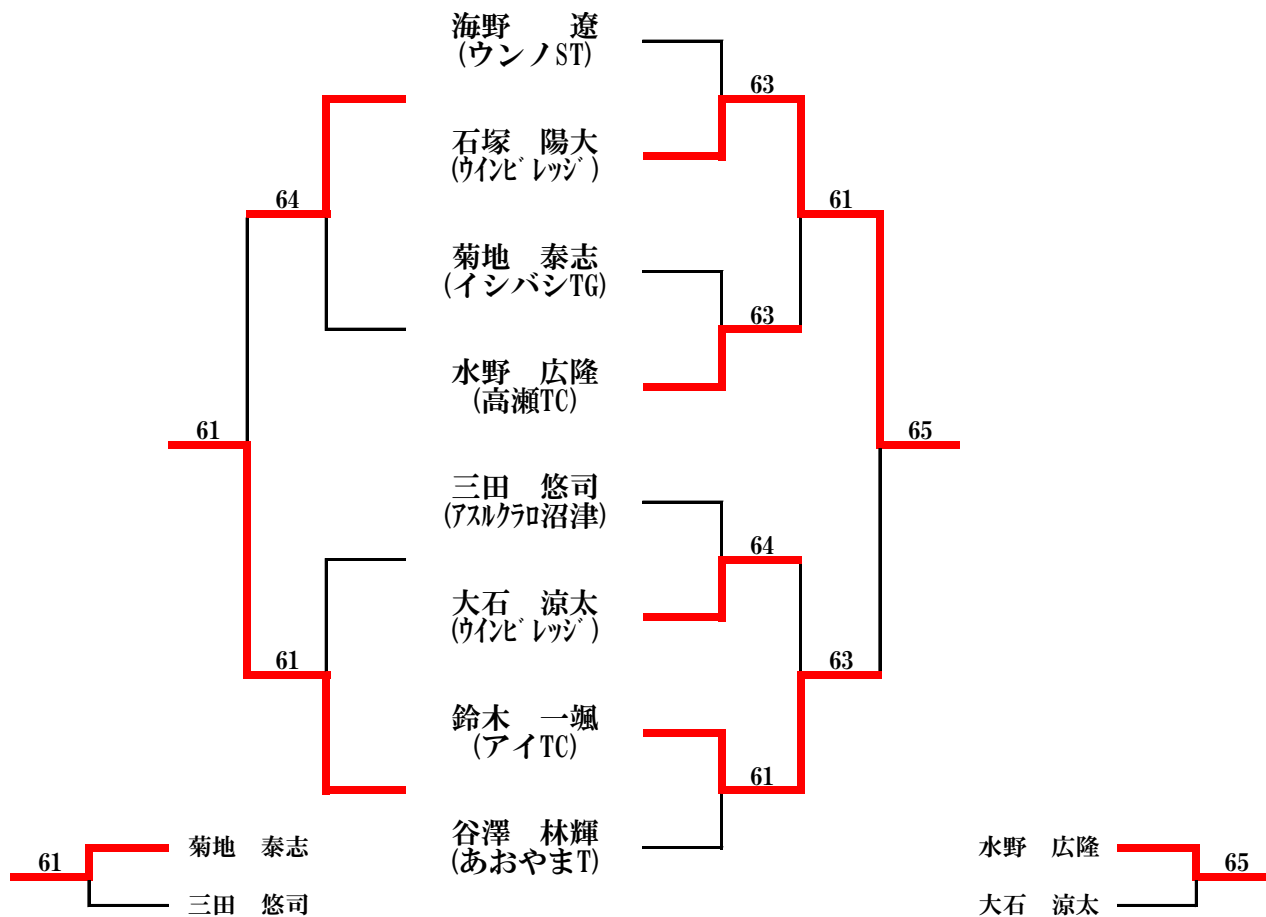 海野　遼
(ウンノST)
63
石塚　陽大
(ｳｲﾝﾋﾞﾚｯｼﾞ)
64
61
菊地　泰志
(イシバシTG)
63
水野　広隆
(高瀬TC)
61
65
三田　悠司
(ｱｽﾙｸﾗﾛ沼津)
64
大石　涼太
(ｳｲﾝﾋﾞﾚｯｼﾞ)
61
63
鈴木　一颯
(アイTC)
61
谷澤　林輝
(あおやまT)
菊地　泰志
61
三田　悠司
水野　広隆
65
大石　涼太